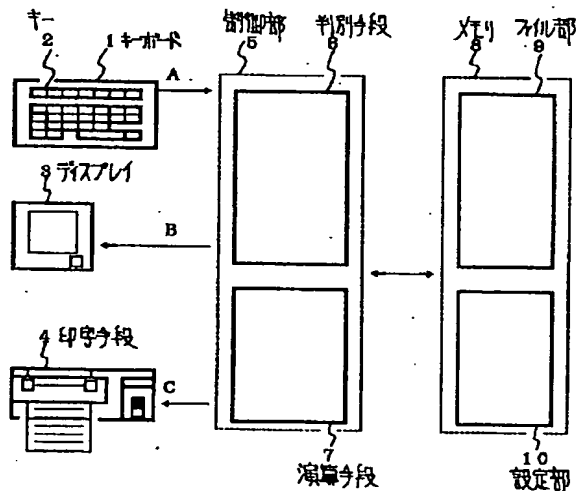 キー
2
1 キーボード
A
3 ディスプレイ
B
4 印字手段
C
制御部
5
判別手段
6
7
演算手段
メモリ
8
ファイル部
9
10
設定部